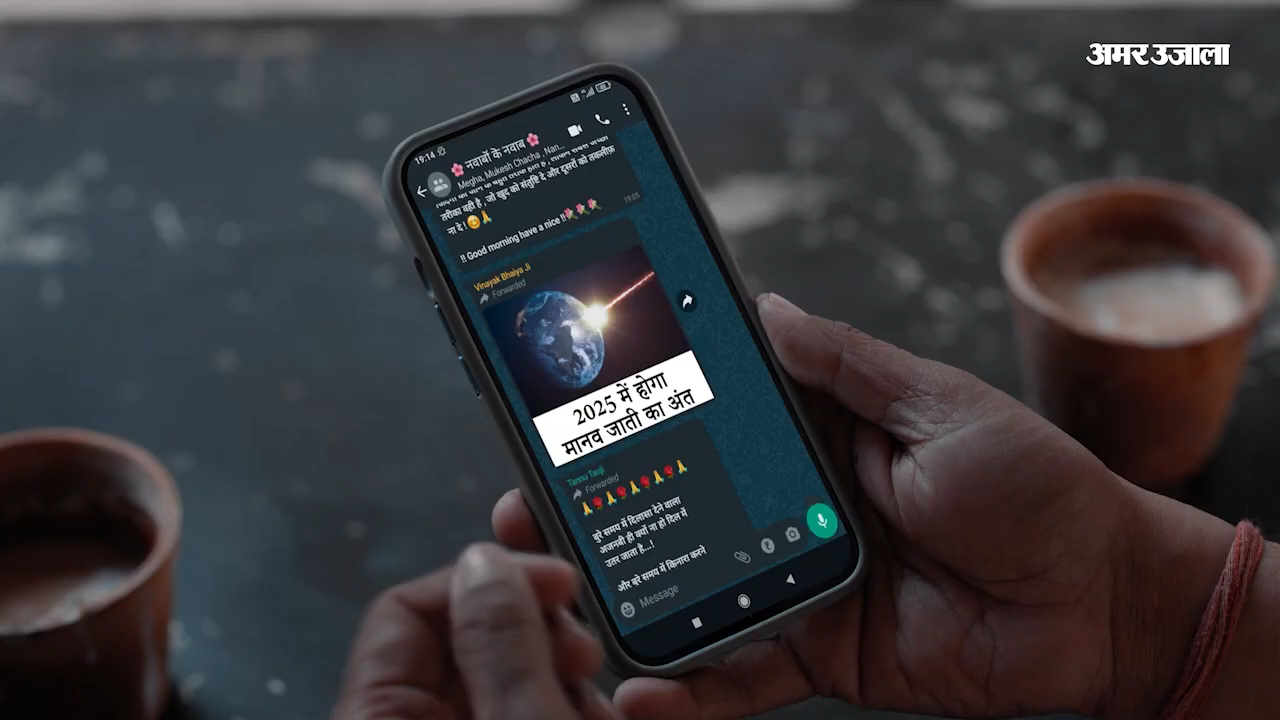 अमर उजाला
19:14
🌸 नवाबों के नवाब 🌸
Megha, Mukesh Chacha, Nan...
तरीका वही है , जो खुद को संतुष्टि दे और दूसरों को तकलीफ़
ना दे ! 😊🙏
!! Good morning have a nice !!💐💐💐
19:05
Vinayak Bhaiya Ji
Forwarded
2025 में होगा
मानव जाती का अंत
Tannu Tauji
Forwarded
🙏🌹🙏🌹🙏🌹🙏🌹🙏
बुरे समय में दिलासा देने वाला
अजनबी ही क्यों ना हो दिल में
उतर जाता है...!
और बुरे समय में किनारा करने
Message